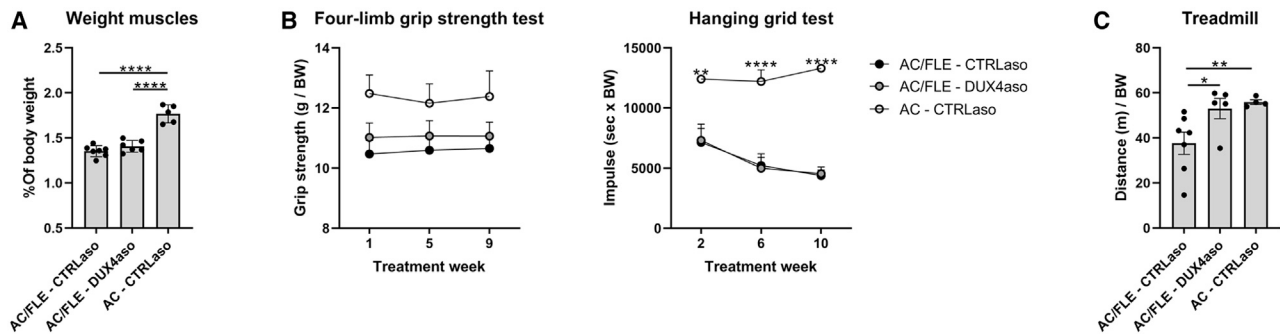 A
Weight muscles
%Of body weight
2.5
2.0
1.5
1.0
0.5
****
****
AC/FLE - CTRLaso
AC/FLE - DUX4aso
AC - CTRLaso
B
Four-limb grip strength test
Grip strength (g / BW)
14
12
10
8
1 5 9
Treatment week
Hanging grid test
Impulse (sec x BW)
15000
10000
5000
0
** **** ****
2 6 10
Treatment week
AC/FLE - CTRLaso
AC/FLE - DUX4aso
AC - CTRLaso
C
Treadmill
Distance (m) / BW
80
60
40
20
0
**
*
AC/FLE - CTRLaso
AC/FLE - DUX4aso
AC - CTRLaso